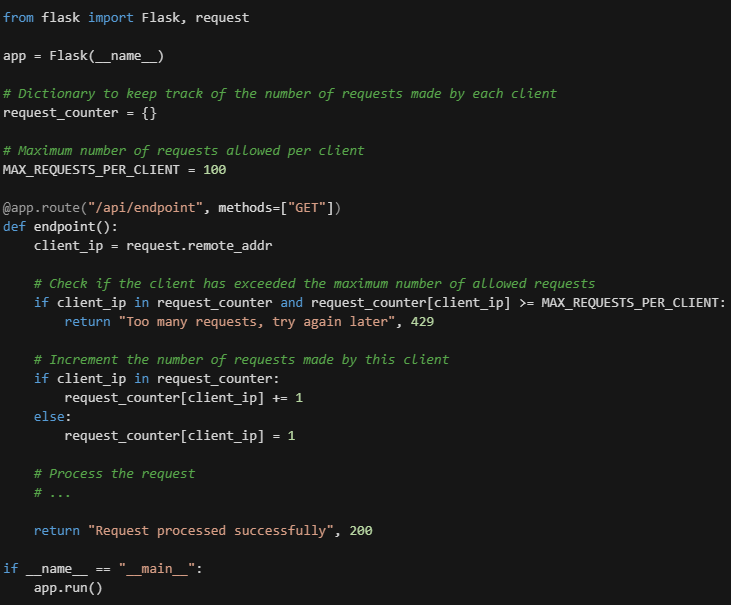 from flask import Flask, request
app = Flask(__name__)
# Dictionary to keep track of the number of requests made by each client
request_counter = {}
# Maximum number of requests allowed per client
MAX_REQUESTS_PER_CLIENT = 100
@app.route("/api/endpoint", methods=["GET"])
def endpoint():
    client_ip = request.remote_addr
    # Check if the client has exceeded the maximum number of allowed requests
    if client_ip in request_counter and request_counter[client_ip] >= MAX_REQUESTS_PER_CLIENT:
        return "Too many requests, try again later", 429
    # Increment the number of requests made by this client
    if client_ip in request_counter:
        request_counter[client_ip] += 1
    else:
        request_counter[client_ip] = 1
    # Process the request
    # ...
    return "Request processed successfully", 200
if __name__ == "__main__":
    app.run()